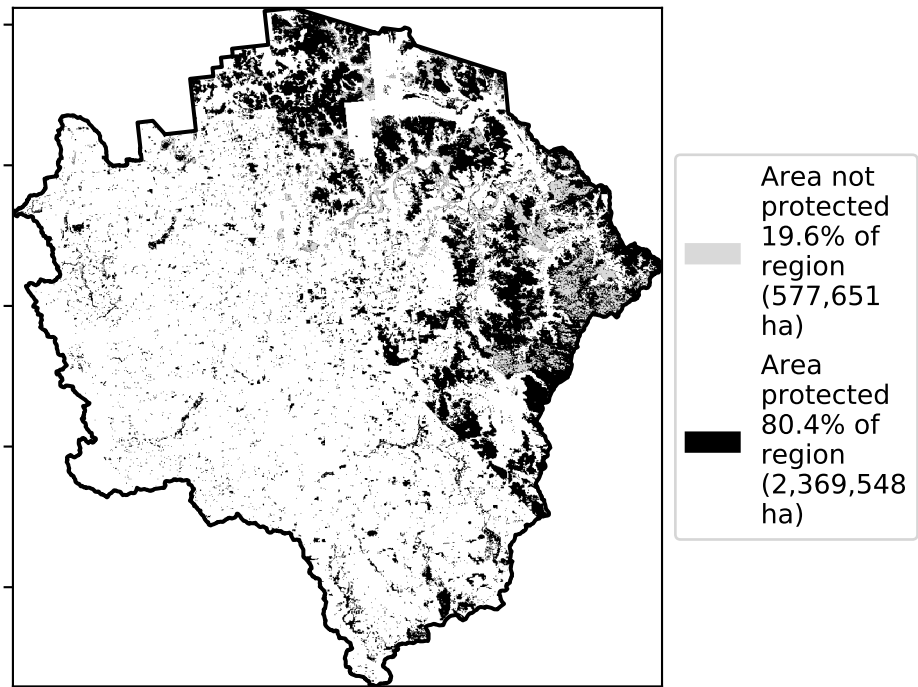 Area not
protected
19.6% of
region
(577,651
ha)
Area
protected
80.4% of
region
(2,369,548
ha)